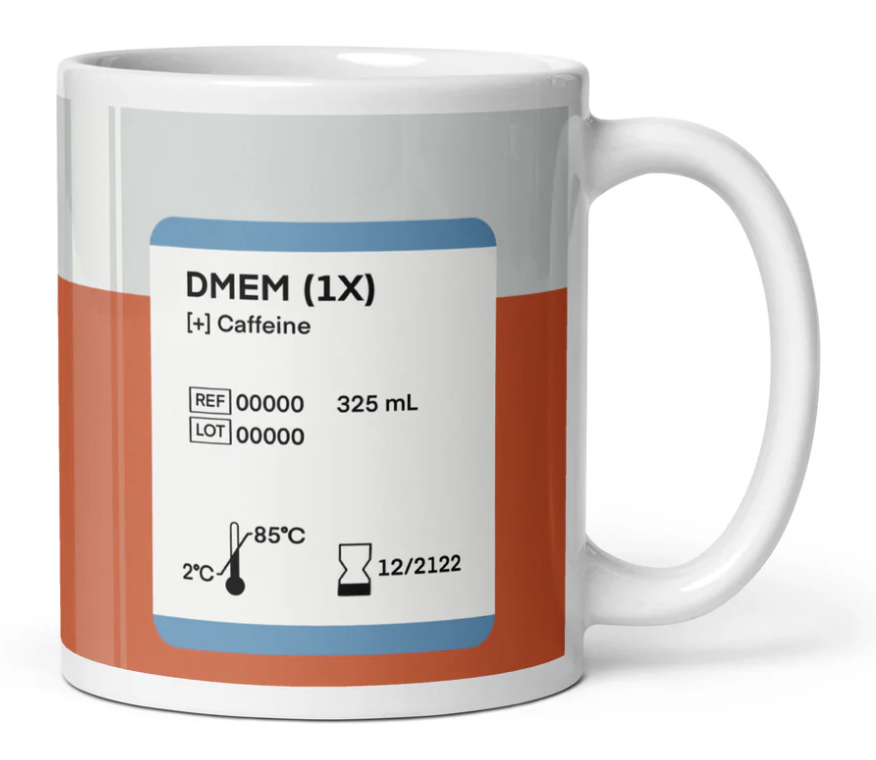 DMEM (1X)
[+] Caffeine
REF 00000 325 mL
LOT 00000
85°C
2°C
12/2122